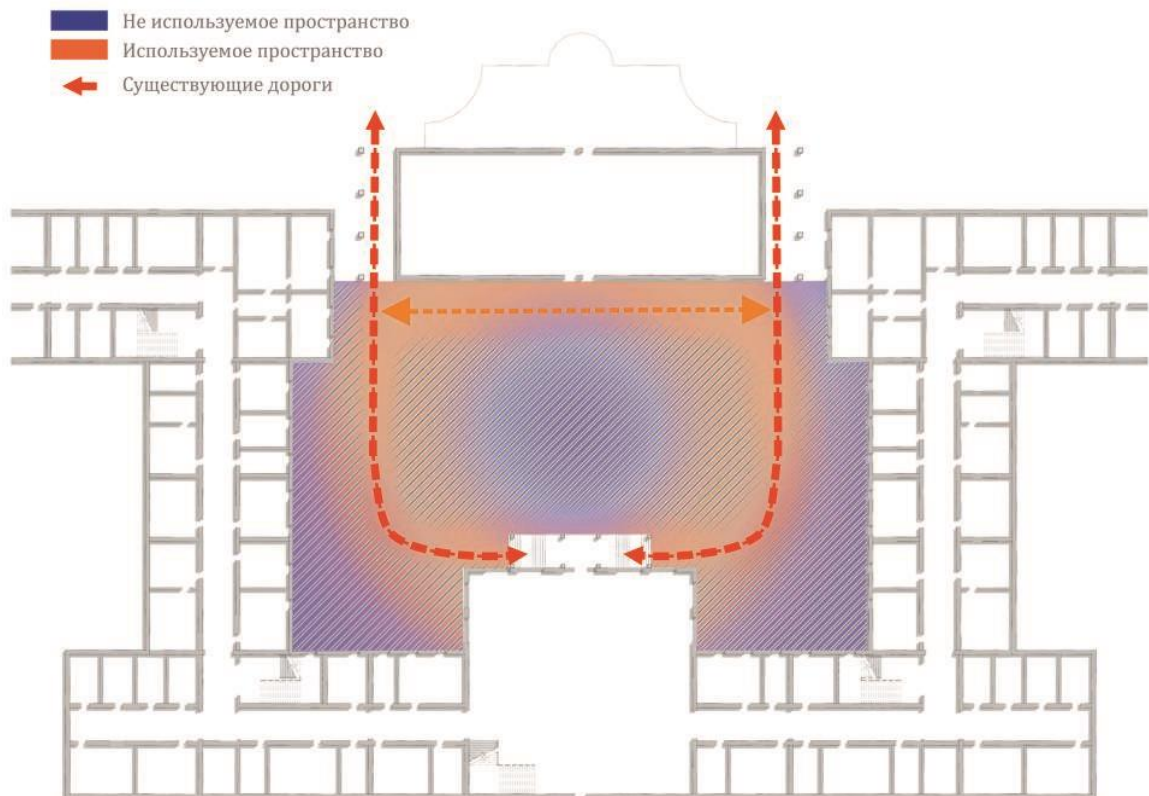 Не используемое пространство
Используемое пространство
Существующие дороги